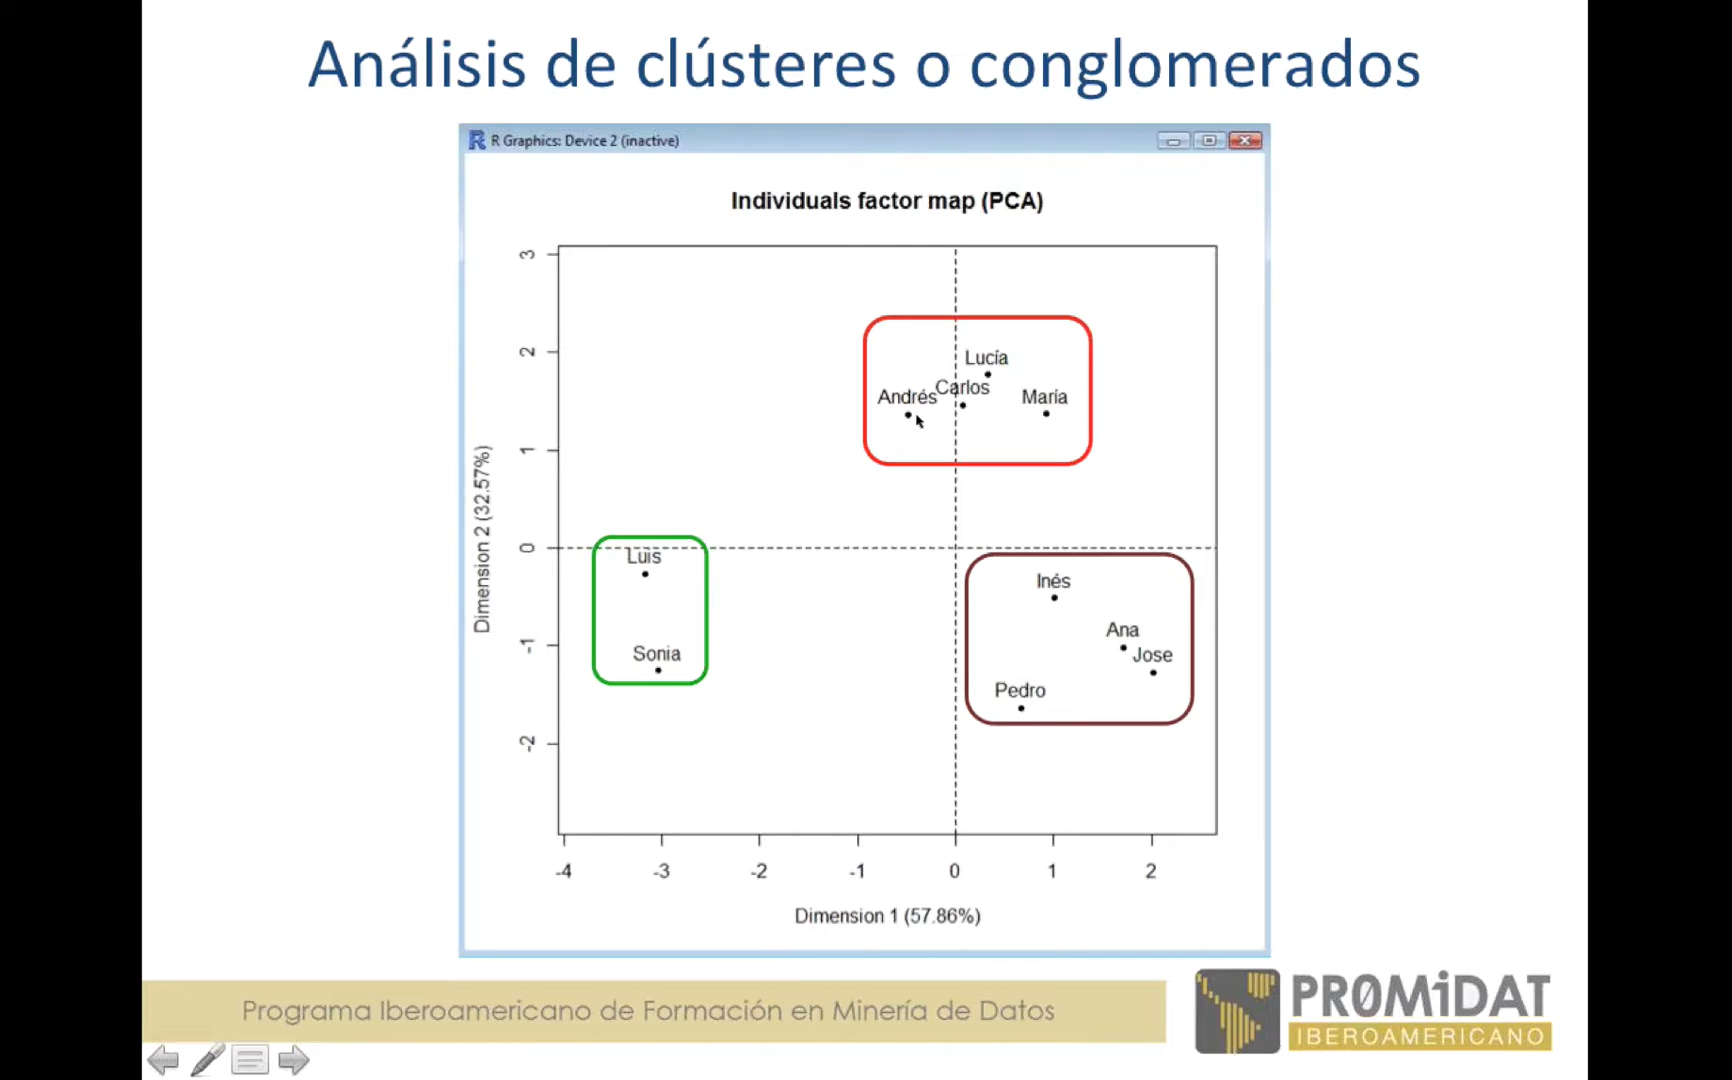 Análisis de clústeres o conglomerados
R Graphics: Device 2 (inactive)
Individuals factor map (PCA)
Dimension 2 (32.57%)
3
2
1
0
-1
-2
Lucía
Carlos
Andrés
María
Luis
Sonia
Inés
Ana
Jose
Pedro
-4 -3 -2 -1 0 1 2
Dimension 1 (57.86%)
Programa Iberoamericano de Formación en Minería de Datos
PR0MiDAT
IBEROAMERICANO